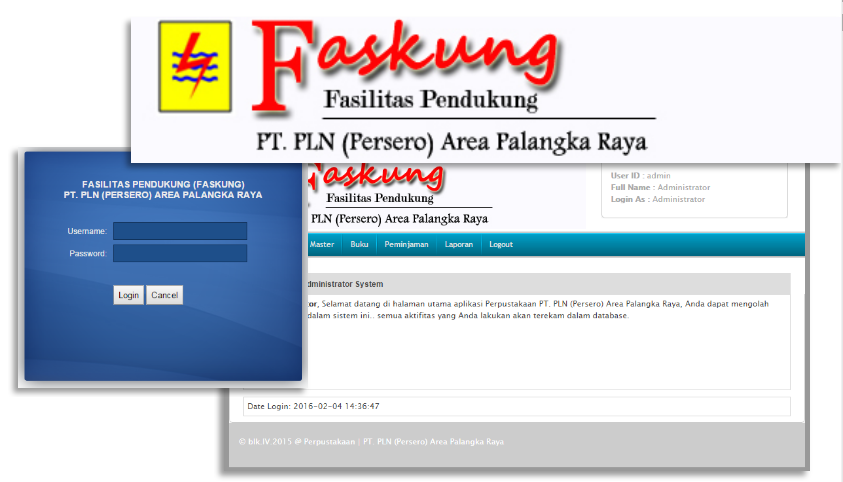 Faskung
Fasilitas Pendukung
PT. PLN (Persero) Area Palangka Raya
FASILITAS PENDUKUNG (FASKUNG)
PT. PLN (PERSERO) AREA PALANGKA RAYA
Username:
Password:
Login Cancel
askung
Fasilitas Pendukung
PLN (Persero) Area Palangka Raya
User ID : admin
Full Name : Administrator
Login As : Administrator
Master Buku Peminjaman Laporan Logout
dministrator System
or, Selamat datang di halaman utama aplikasi Perpustakaan PT. PLN (Persero) Area Palangka Raya, Anda dapat mengolah
dalam sistem ini.. semua aktifitas yang Anda lakukan akan terekam dalam database.
Date Login: 2016-02-04 14:36:47
© blk.IV.2015 @ Perpustakaan | PT. PLN (Persero) Area Palangka Raya